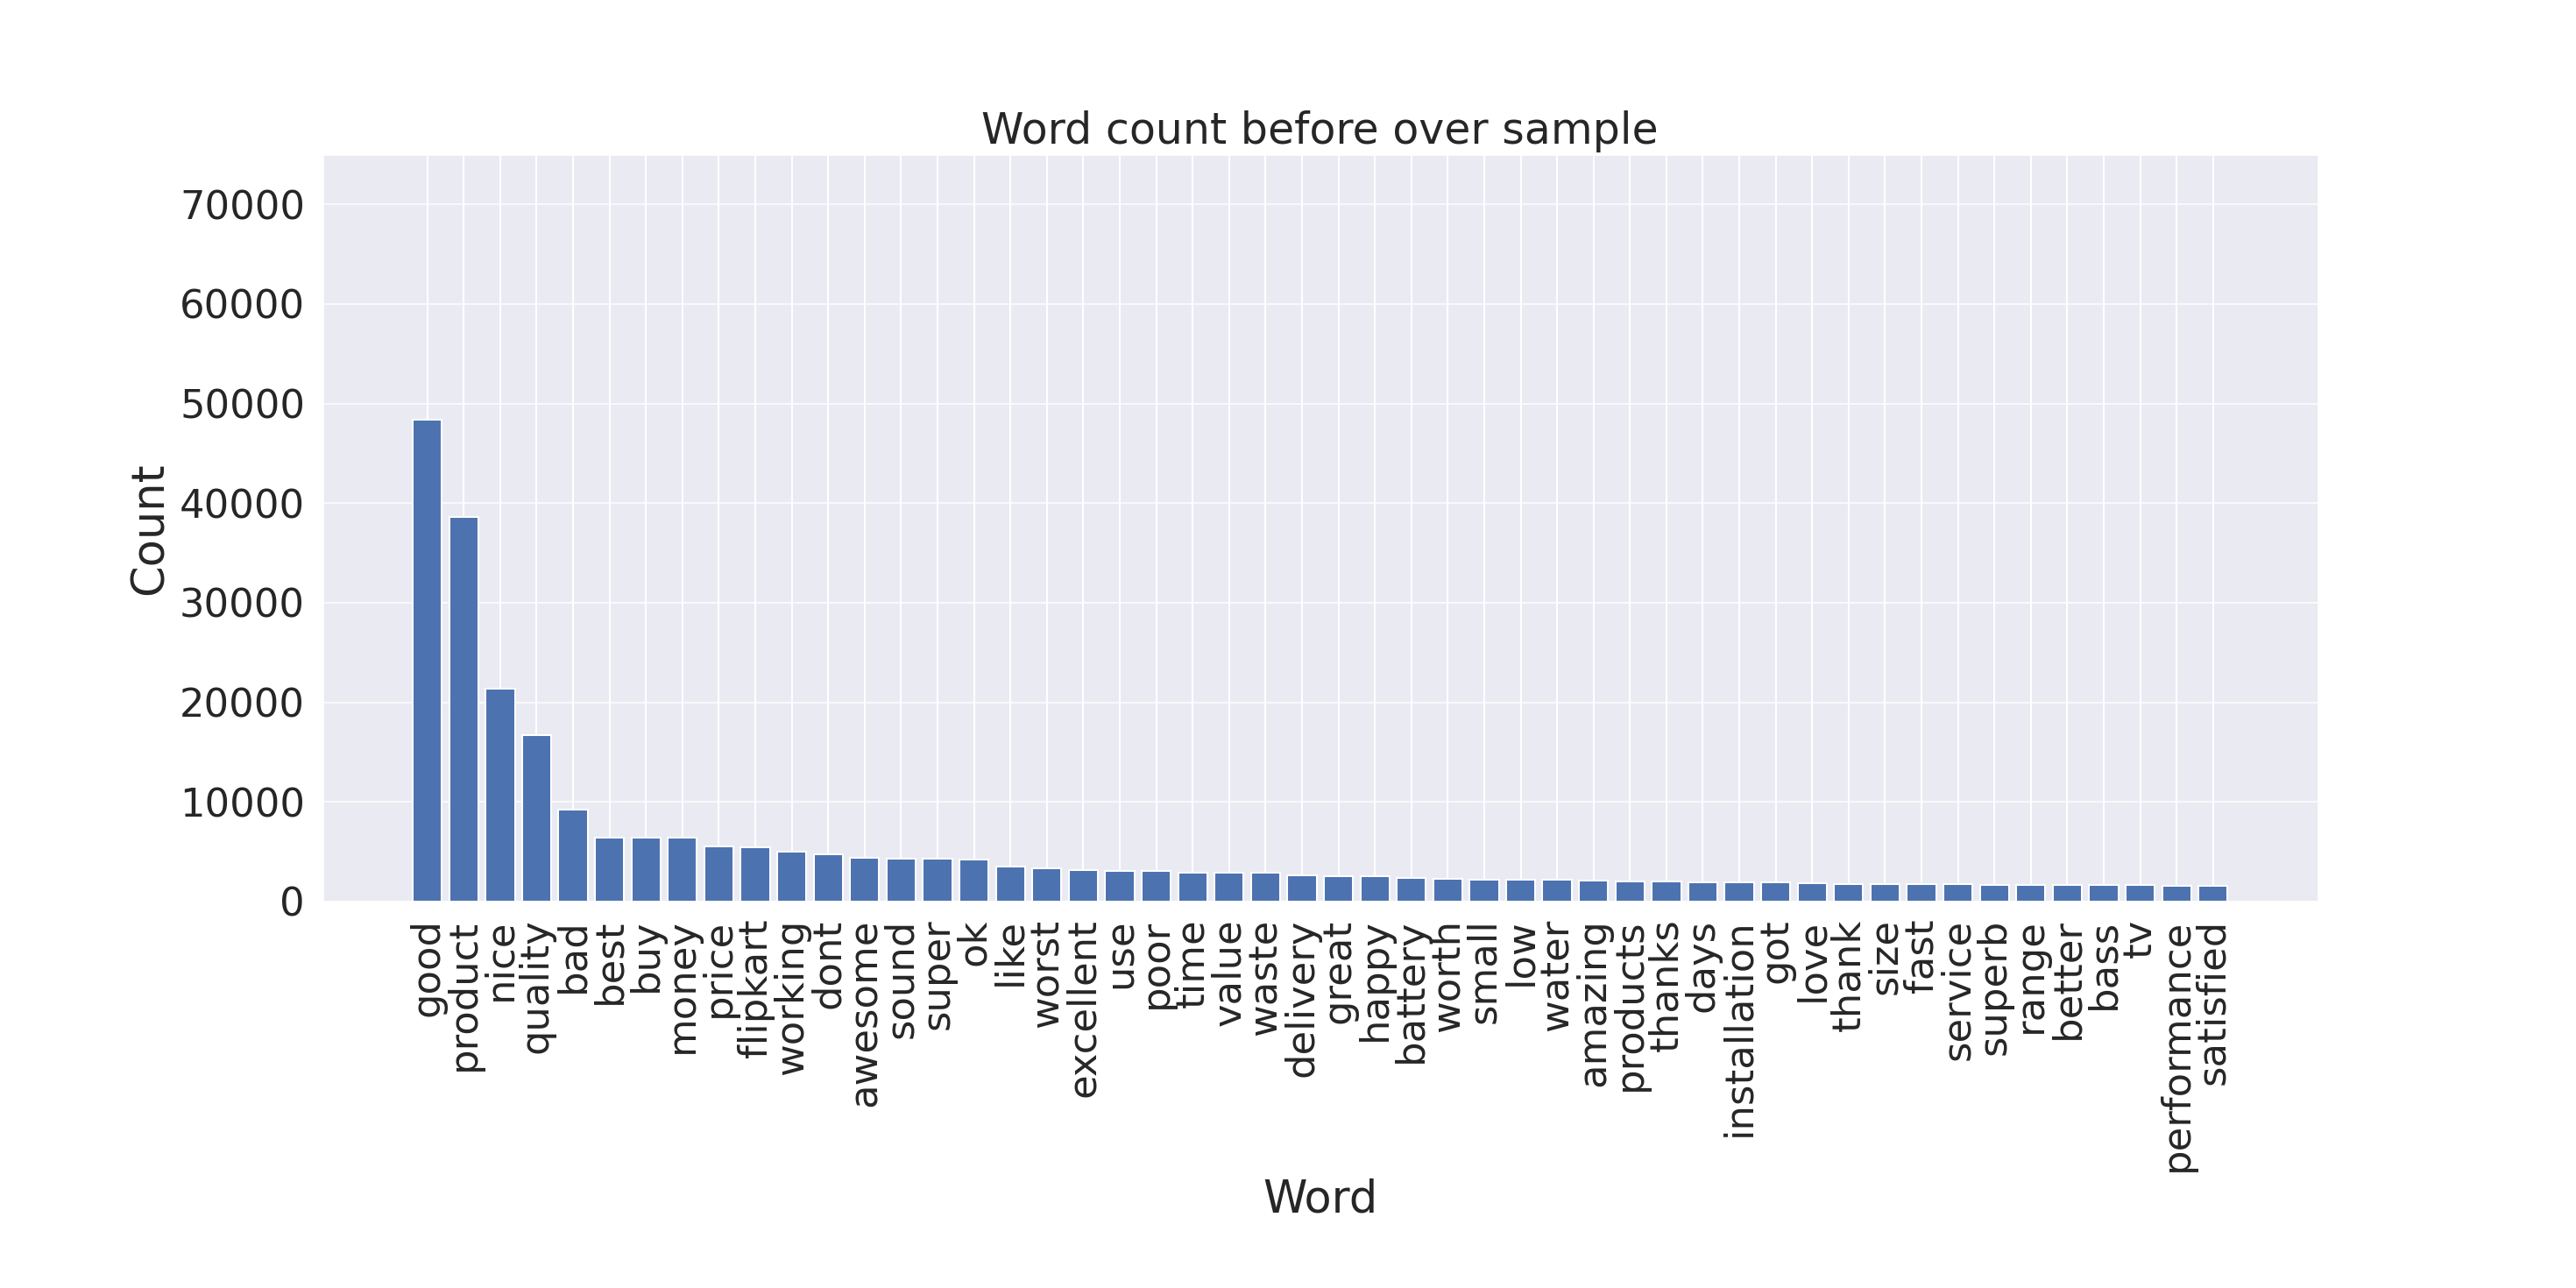 Word count before over sample
70000
60000
50000
40000
30000
20000
10000
0
Count
good
product
nice
quality
bad
best
buy
money
price
flipkart
working
dont
awesome
sound
super
ok
like
worst
excellent
use
poor
time
value
waste
delivery
great
happy
battery
worth
small
low
water
amazing
products
thanks
days
installation
got
love
thank
size
fast
service
superb
range
better
bass
tv
performance
satisfied
Word